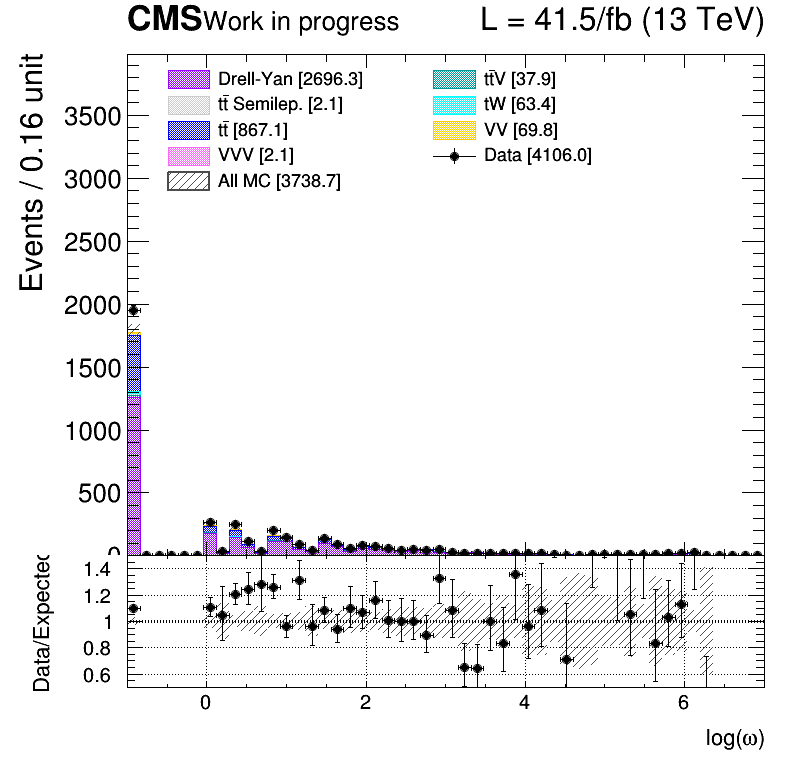 CMS Work in progress L = 41.5/fb (13 TeV)
Events / 0.16 unit
Drell-Yan [2696.3]
tt̄ Semilep. [2.1]
tt̄ [867.1]
VVV [2.1]
All MC [3738.7]
tt̄V [37.9]
tW [63.4]
VV [69.8]
Data [4106.0]
3500
3000
2500
2000
1500
1000
500
0
Data/Expected
1.4
1.2
1
0.8
0.6
0 2 4 6
log(ω)